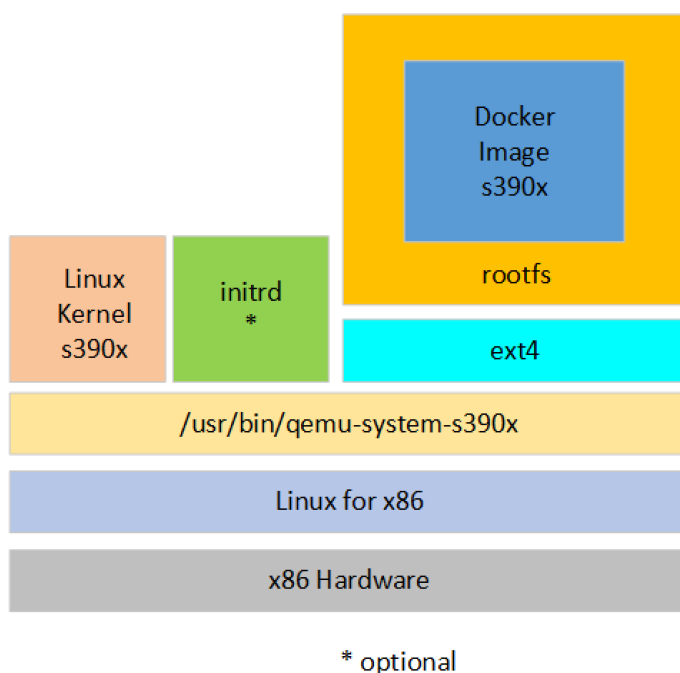 Docker
Image
s390x
rootfs
Linux
Kernel
s390x
initrd
*
ext4
/usr/bin/qemu-system-s390x
Linux for x86
x86 Hardware
* optional